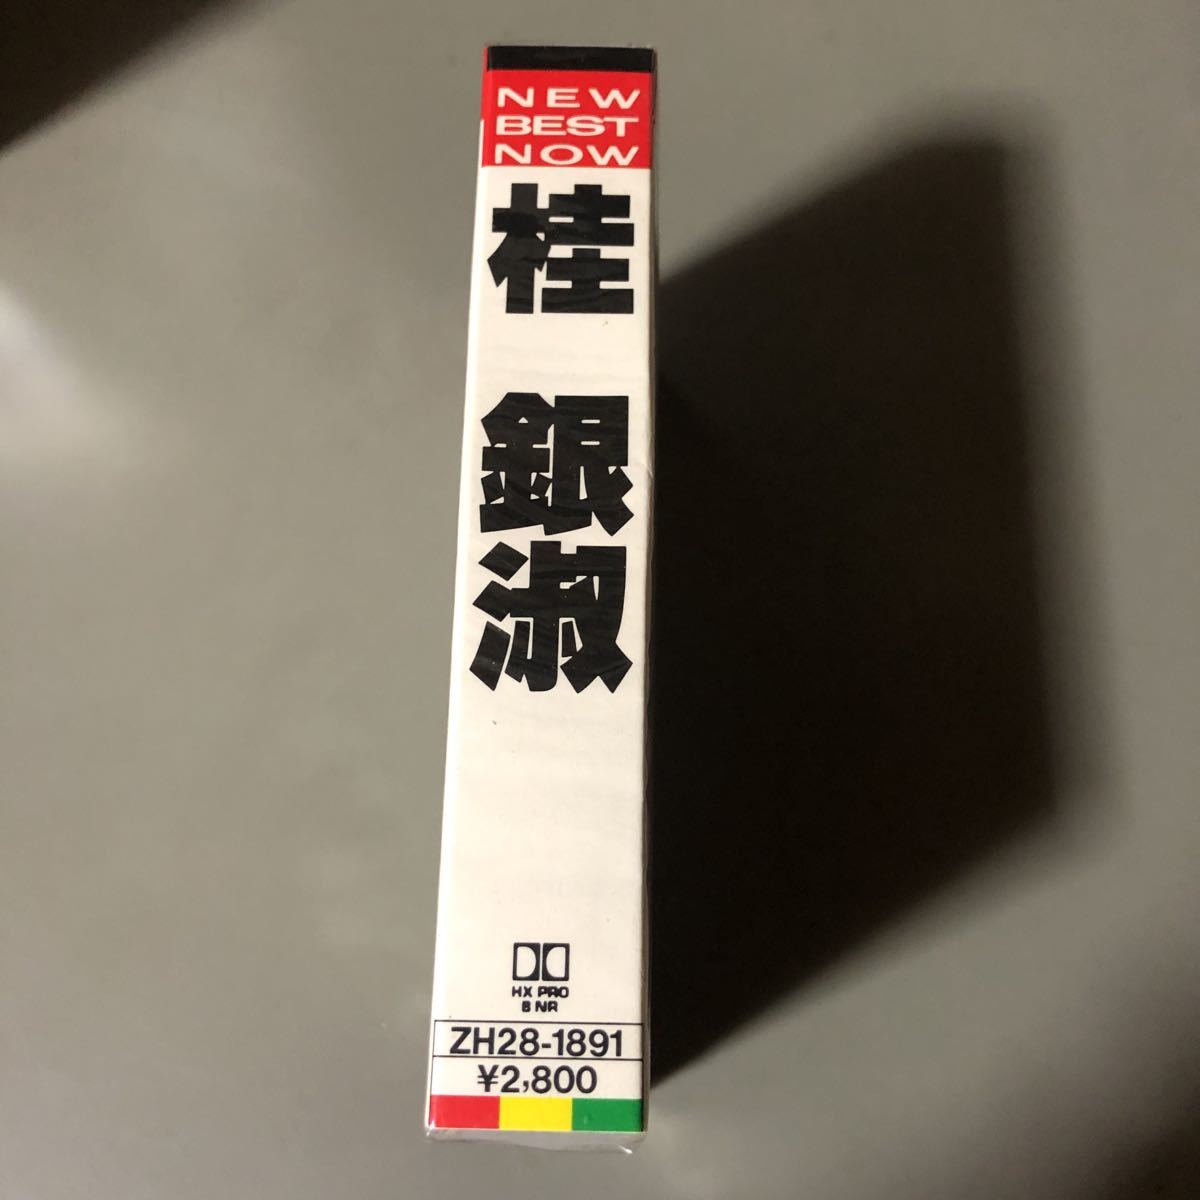 NEW
BEST
NOW
桂 銀淑
HX PRO
B NR
ZH28-1891
¥2,800